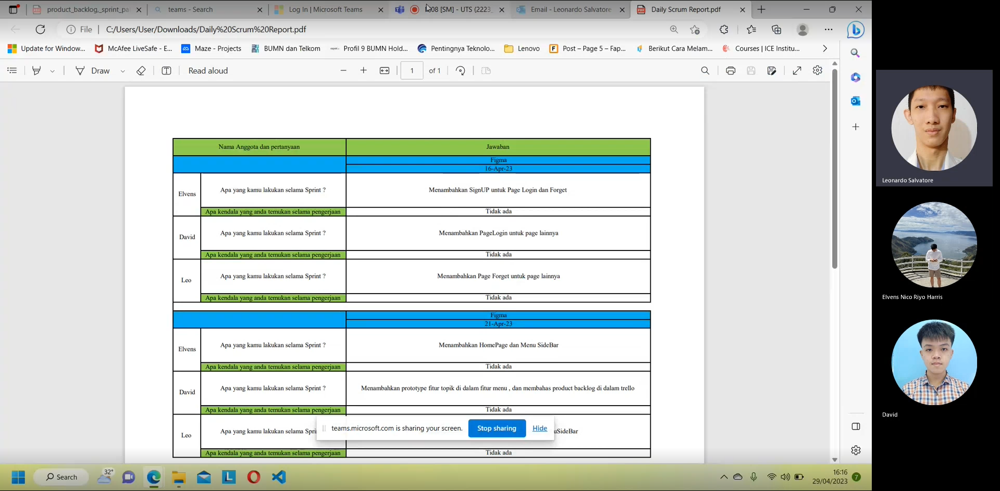 product_backlog,_sprint_pa
teams - Search
Log In | Microsoft Teams
08 [SM] - UTS (2223_
Email - Leonardo Salvatore
Daily Scrum Report.pdf
File
C:/Users/User/Downloads/Daily%20Scrum%20Report.pdf
Update for Window...
McAfee LiveSafe - E...
Maze - Projects
BUMN dan Telkom
Profil 9 BUMN Hold...
Pentingnya Teknolo...
Lenovo
Post – Page 5 – Fap...
Berikut Cara Melam...
Courses | ICE Institu...
Draw
Read aloud
1
of 1
Nama Anggota dan pertanyaan
Jawaban
Figma
16-Apr-23
Elvens
Apa yang kamu lakukan selama Sprint ?
Menambahkan SignUP untuk Page Login dan Forget
Apa kendala yang anda temukan selama pengerjaan
Tidak ada
David
Apa yang kamu lakukan selama Sprint ?
Menambahkan PageLogin untuk page lainnya
Apa kendala yang anda temukan selama pengerjaan
Tidak ada
Leo
Apa yang kamu lakukan selama Sprint ?
Menambahkan Page Forget untuk page lainnya
Apa kendala yang anda temukan selama pengerjaan
Tidak ada
Figma
21-Apr-23
Elvens
Apa yang kamu lakukan selama Sprint ?
Menambahkan HomePage dan Menu SideBar
Apa kendala yang anda temukan selama pengerjaan
Tidak ada
David
Apa yang kamu lakukan selama Sprint ?
Menambahkan prototype fitur topik di dalam fitur menu , dan membahas product backlog di dalam trello
Apa kendala yang anda temukan selama pengerjaan
Tidak ada
Leo
Apa yang kamu lakukan selama Spri
uSideBar
Apa kendala yang anda temukan selama pengerjaan
Tidak ada
teams.microsoft.com is sharing your screen.
Stop sharing
Hide
Search
32°
16:16
29/04/2023
7
Leonardo Salvatore
Elvens Nico Riyo Harris
David